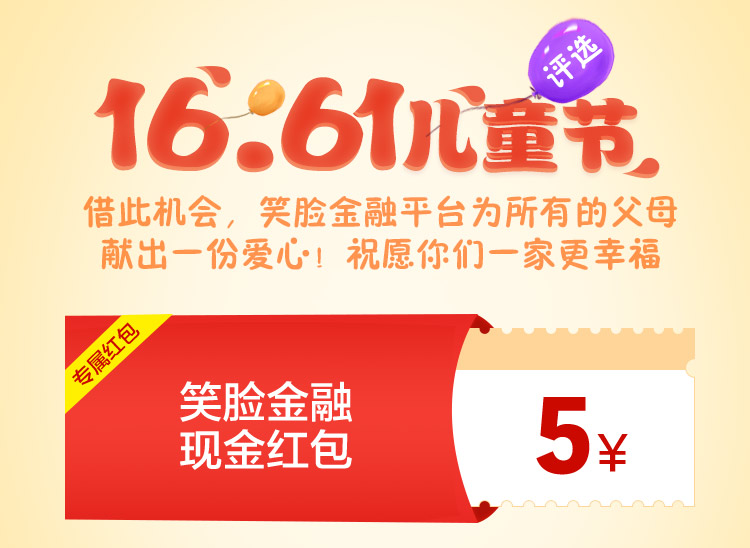 评选
16.61儿童节
借此机会，笑脸金融平台为所有的父母
献出一份爱心！祝愿你们一家更幸福
专属红包
笑脸金融
现金红包
5¥